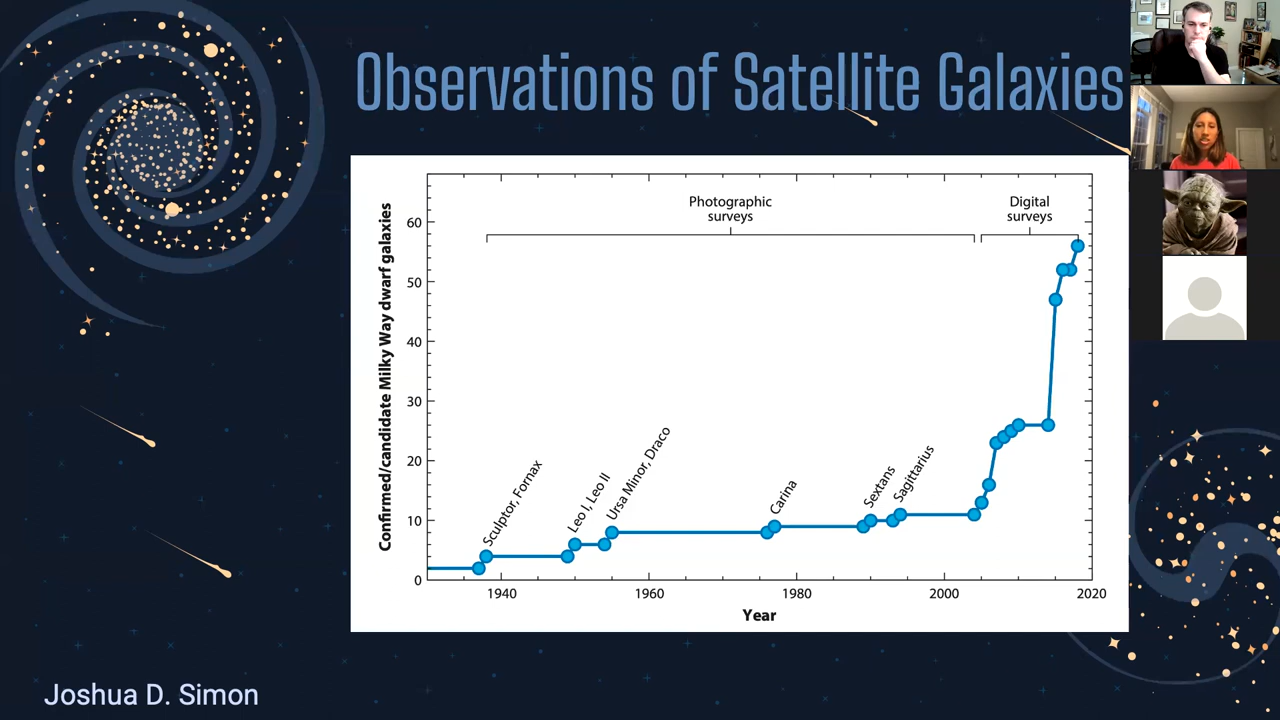 Observations of Satellite Galaxies
Photographic
surveys
Digital
surveys
Confirmed/candidate Milky Way dwarf galaxies
60
50
40
30
20
10
0
Sculptor, Fornax
Leo I, Leo II
Ursa Minor, Draco
Carina
Sextans
Sagittarius
1940
1960
1980
2000
2020
Year
Joshua D. Simon